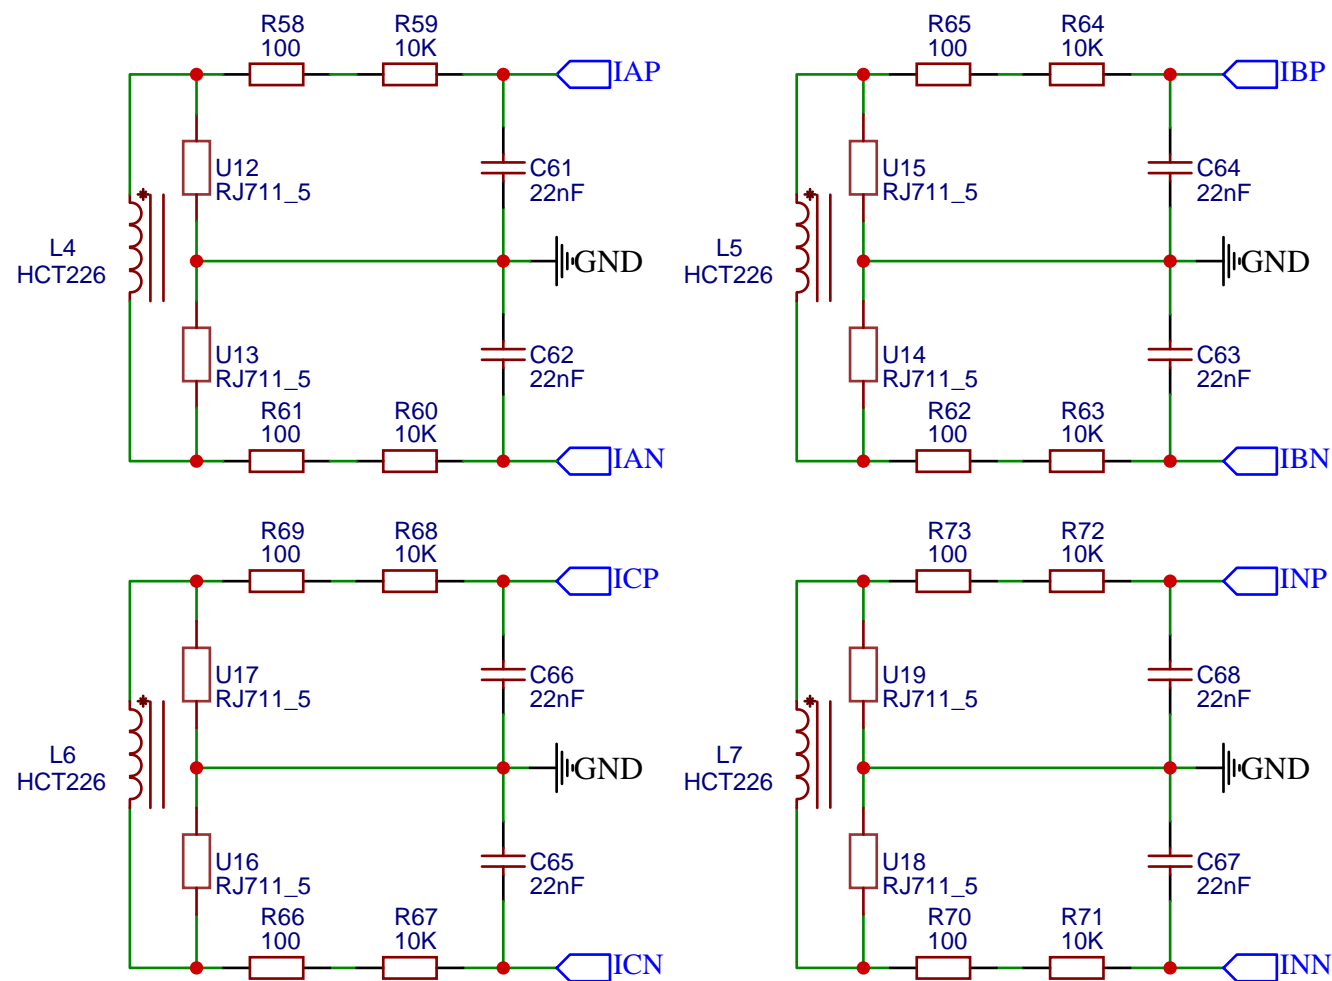 R58
100
R59
10K
IAP
U12
RJ711_5
C61
22nF
L4
HCT226
GND
U13
RJ711_5
C62
22nF
R61
100
R60
10K
IAN
R65
100
R64
10K
IBP
U15
RJ711_5
C64
22nF
L5
HCT226
GND
U14
RJ711_5
C63
22nF
R62
100
R63
10K
IBN
R69
100
R68
10K
ICP
U17
RJ711_5
C66
22nF
L6
HCT226
GND
U16
RJ711_5
C65
22nF
R66
100
R67
10K
ICN
R73
100
R72
10K
INP
U19
RJ711_5
C68
22nF
L7
HCT226
GND
U18
RJ711_5
C67
22nF
R70
100
R71
10K
INN